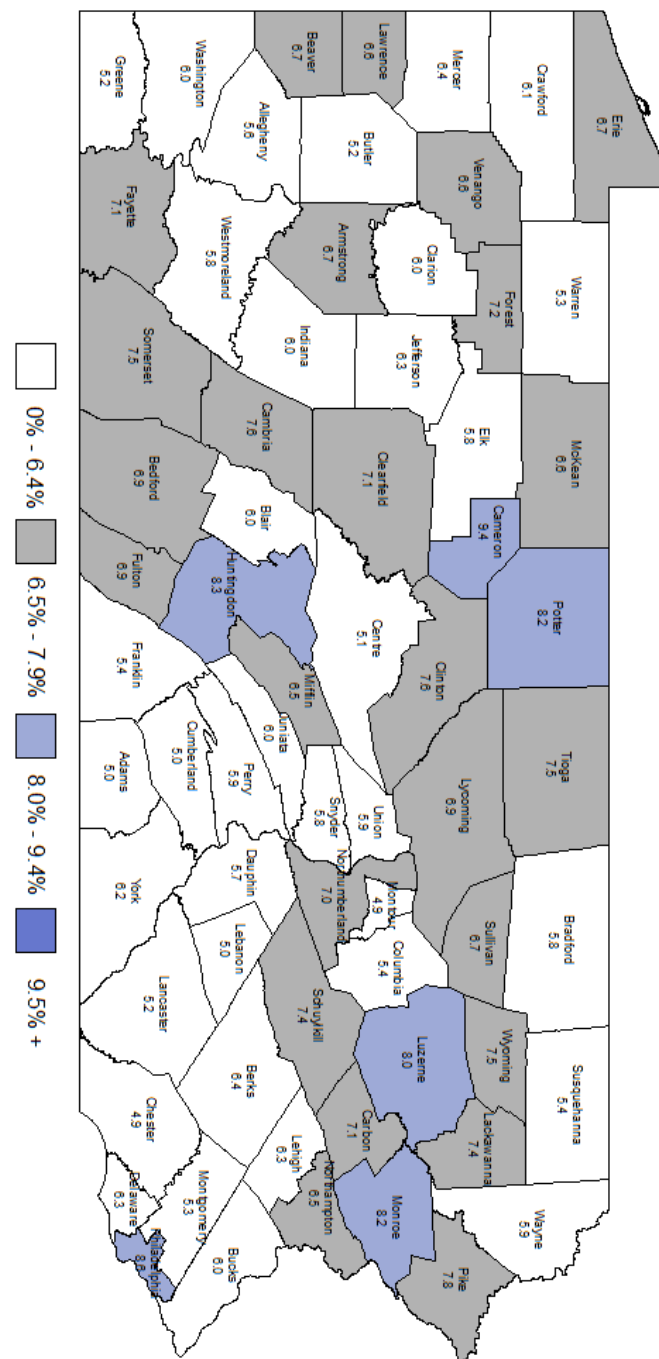 Erie
6.7
Crawford
6.1
Warren
5.3
McKean
6.6
Potter
8.2
Tioga
7.5
Bradford
5.8
Susquehanna
5.4
Wayne
5.9
Mercer
6.4
Venango
6.6
Forest
7.2
Elk
5.8
Cameron
9.4
Clinton
7.6
Lycoming
6.9
Sullivan
6.7
Wyoming
7.5
Lackawanna
7.4
Pike
7.8
Lawrence
6.6
Butler
5.2
Clarion
6.0
Jefferson
6.3
Clearfield
7.1
Centre
5.1
Union
5.9
Montour
4.9
Columbia
5.4
Luzerne
8.0
Monroe
8.2
Beaver
6.7
Armstrong
6.7
Indiana
6.0
Cambria
7.6
Blair
6.0
Huntingdon
8.3
Mifflin
6.5
Juniata
6.0
Snyder
5.8
Northumberland
7.0
Schuylkill
7.4
Carbon
7.1
Northampton
6.5
Allegheny
5.6
Westmoreland
5.8
Perry
5.9
Dauphin
5.7
Lebanon
5.0
Berks
6.4
Lehigh
6.3
Bucks
6.0
Washington
6.0
Greene
5.2
Fayette
7.1
Somerset
7.5
Bedford
6.9
Fulton
6.9
Franklin
5.4
Cumberland
5.0
Adams
5.0
York
6.2
Lancaster
5.2
Chester
4.9
Montgomery
5.3
Delaware
6.3
Philadelphia
8.6
0% - 6.4%
6.5% - 7.9%
8.0% - 9.4%
9.5% +